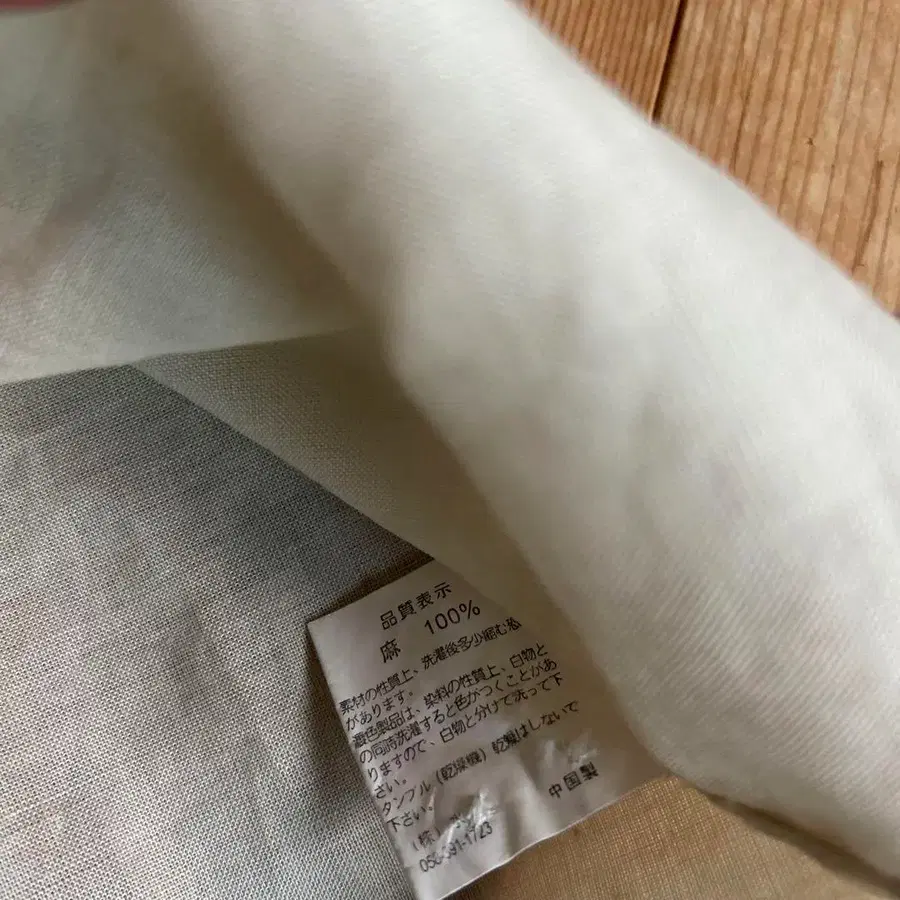 品質表示
麻 100%
素材の性質上、洗濯後多少縮む恐
があります。
濃色製品は、染料の性質上、白物と
の同時洗濯すると色がつくことがあ
りますので、白物と分けて洗って下
さい。
タンブル(乾燥機)乾燥はしないで
下さい。
中国製
(株)